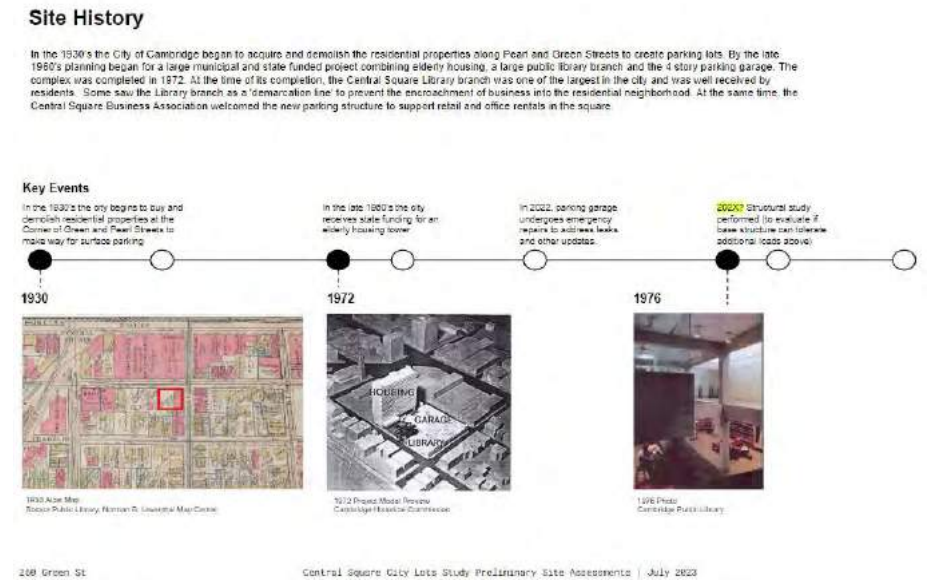 Site History
In the 1930's the City of Cambridge began to acquire and demolish the residential properties along Pearl and Green Streets to create parking lots. By the late
1960's planning began for a large municipal and state funded project combining elderly housing, a large public library branch and the 4 story parking garage. The
complex was completed in 1972. At the time of its completion, the Central Square Library branch was one of the largest in the city and was well received by
residents. Some saw the Library branch as a 'demarcation line' to prevent the encroachment of business into the residential neighborhood. At the same time, the
Central Square Business Association welcomed the new parking structure to support retail and office rentals in the square
Key Events
In the 1930's the city begins to buy and
demolish residential properties at the
Corner of Green and Pearl Streets to
make way for surface parking
In the late 1960's the city
receives state funding for an
elderly housing tower
In 2022, parking garage
undergoes emergency
repairs to address leaks
and other updates.
202X? Structural study
performed (to evaluate if
base structure can tolerate
additional loads above)
1930
1972
1976
HOUSING
GARAGE
LIBRARY
1930 Atlas Map
Boston Public Library, Norman B. Leventhal Map Center
1972 Project Model Preview
Cambridge Historical Commission
1976 Photo
Cambridge Public Library
260 Green St
Central Square City Lots Study Preliminary Site Assessments | July 2023